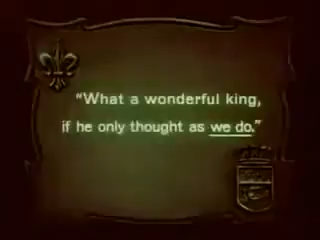 "What a wonderful king,
if he only thought as we do."